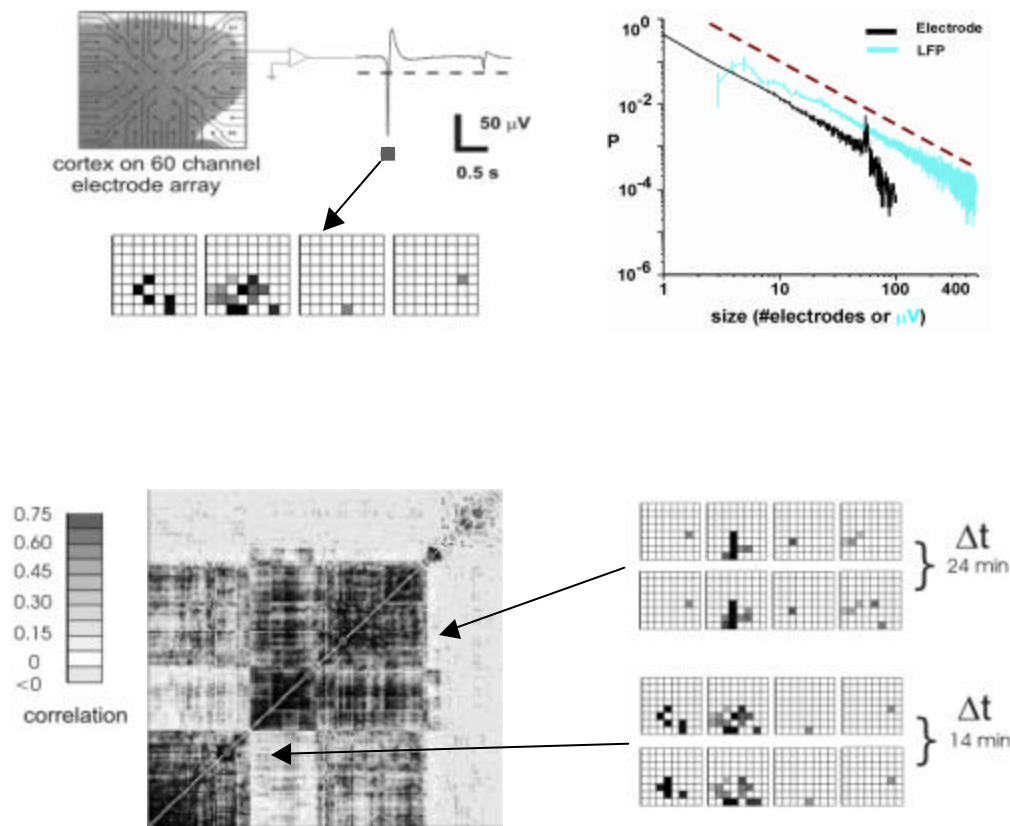 50 µV
0.5 s
cortex on 60 channel
electrode array
Electrode
LFP
10⁰
10⁻²
P
10⁻⁴
10⁻⁶
1
10
100
400
size (#electrodes or µV)
0.75
0.60
0.45
0.30
0.15
0
<0
correlation
Δt
24 min
Δt
14 min